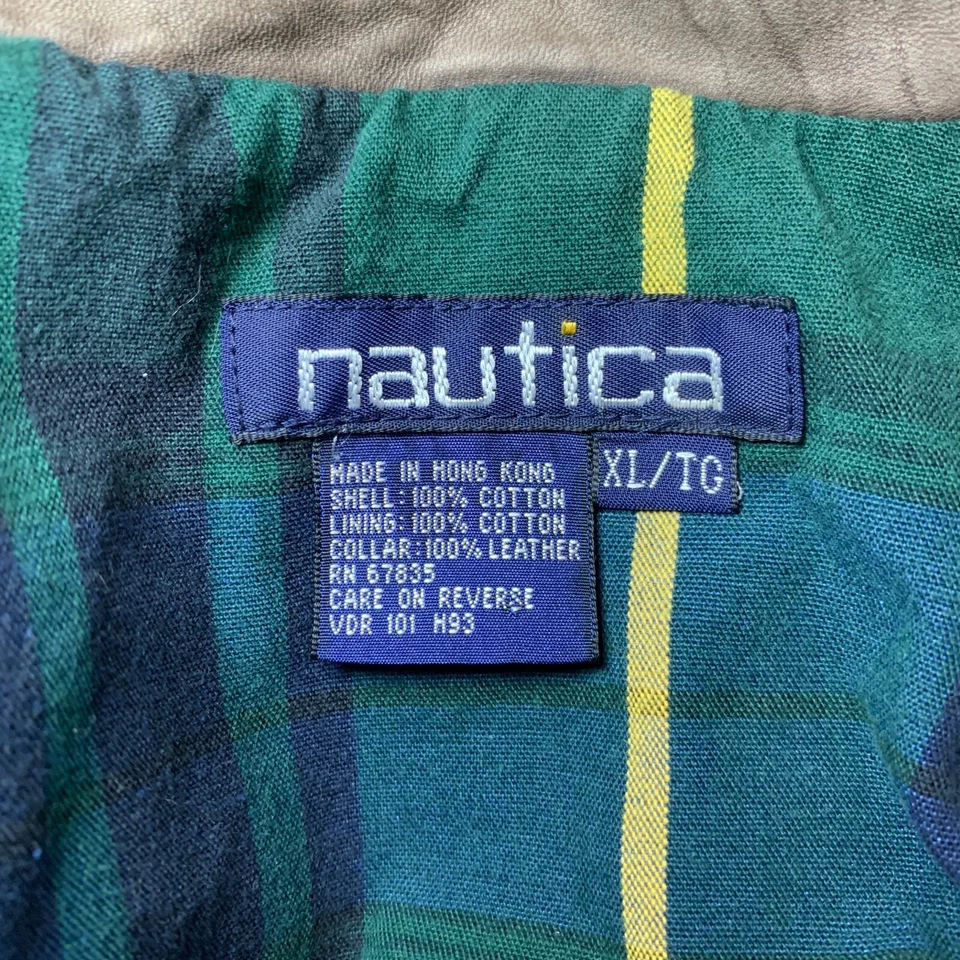 nautica
XL/TG
MADE IN HONG KONG
SHELL: 100% COTTON
LINING: 100% COTTON
COLLAR: 100% LEATHER
RN 67835
CARE ON REVERSE
VDR 101 H93